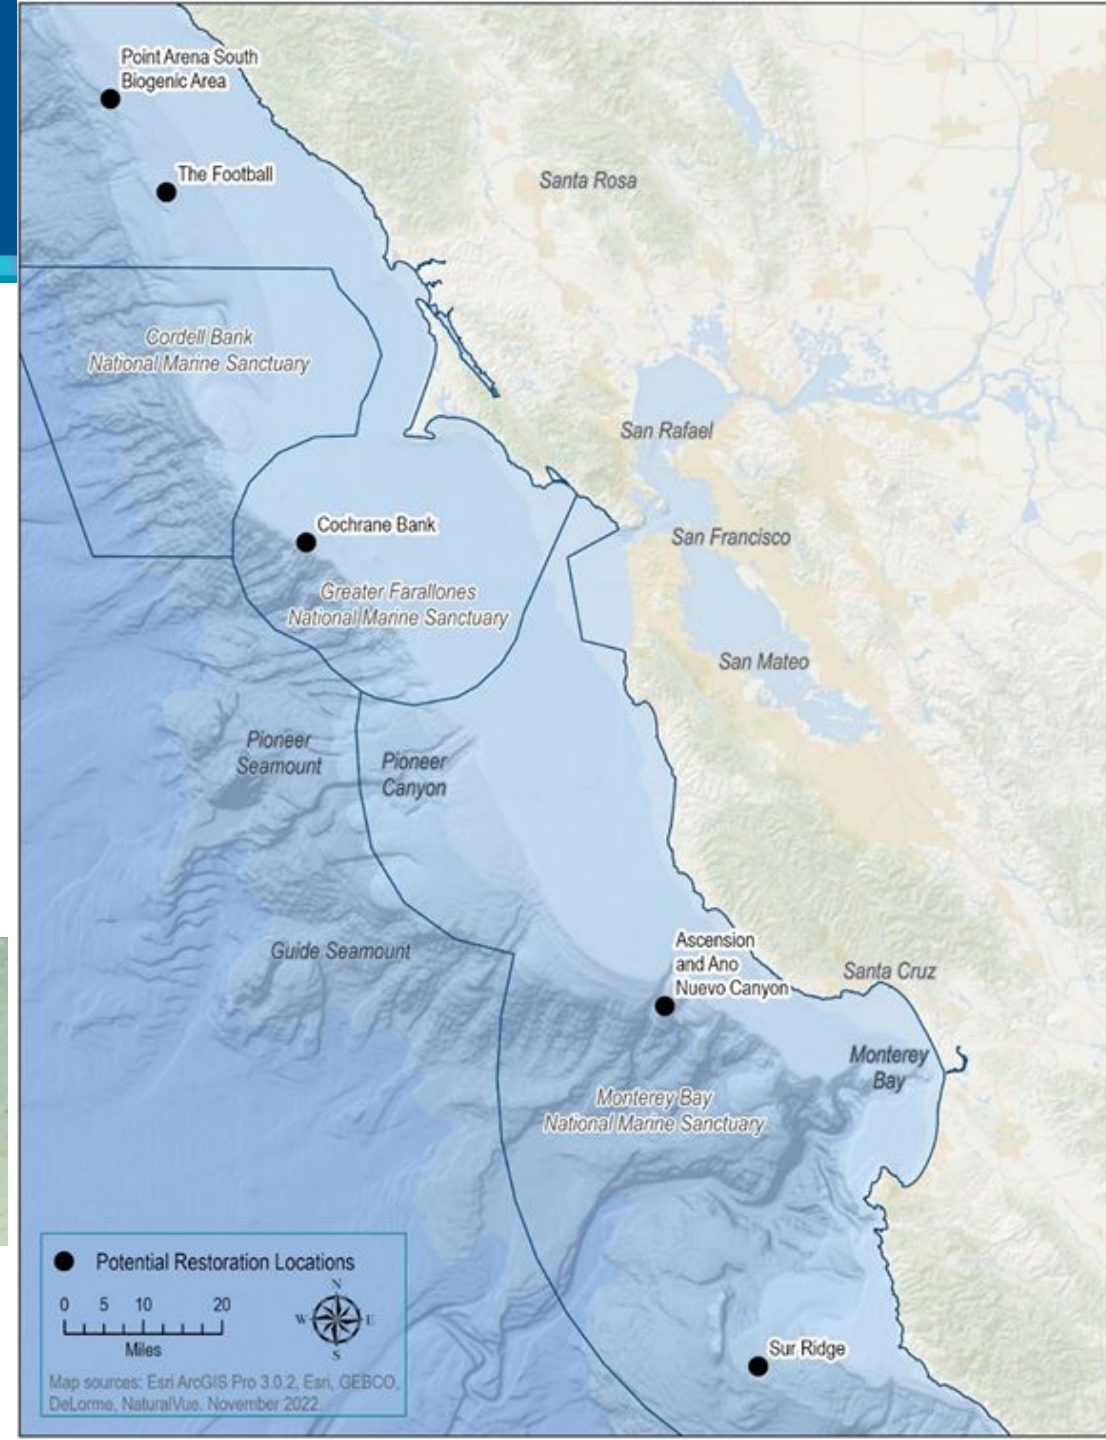 Point Arena South
Biogenic Area
The Football
Santa Rosa
Cordell Bank
National Marine Sanctuary
San Rafael
Cochrane Bank
San Francisco
Greater Farallones
National Marine Sanctuary
San Mateo
Pioneer
Seamount
Pioneer
Canyon
Guide Seamount
Ascension
and Ano
Nuevo Canyon
Santa Cruz
Monterey
Bay
Monterey Bay
National Marine Sanctuary
Potential Restoration Locations
0 5 10 20
Miles
N
W E
S
Map sources: Esri ArcGIS Pro 3.0.2, Esri, GEBCO,
DeLorme, NaturalVue. November 2022.
Sur Ridge